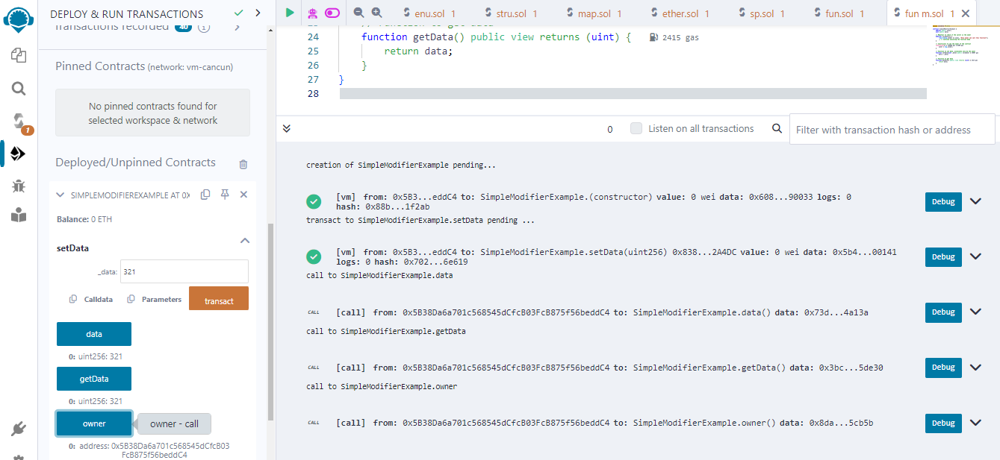 DEPLOY & RUN TRANSACTIONS
Transactions recorded 40 i
Pinned Contracts (network: vm-cancun)
No pinned contracts found for
selected workspace & network
Deployed/Unpinned Contracts
SIMPLEMODIFIEREXAMPLE AT 0X
Balance: 0 ETH
setData
_data: 321
Calldata Parameters transact
data
0: uint256: 321
getData
0: uint256: 321
owner owner - call
0: address: 0x5B38Da6a701c568545dCfcB03
FcB875f56beddC4
1
enu.sol 1 stru.sol 1 map.sol 1 ether.sol 1 sp.sol 1 fun.sol 1 fun m.sol 1
24 function getData() public view returns (uint) { 2415 gas
25 return data;
26 }
27 }
28
0 Listen on all transactions Filter with transaction hash or address
creation of SimpleModifierExample pending...
[vm] from: 0x5B3...eddC4 to: SimpleModifierExample.(constructor) value: 0 wei data: 0x608...90033 logs: 0
hash: 0x88b...1f2ab
Debug
transact to SimpleModifierExample.setData pending ...
[vm] from: 0x5B3...eddC4 to: SimpleModifierExample.setData(uint256) 0x838...2A4DC value: 0 wei data: 0x5b4...00141
logs: 0 hash: 0x702...6e619
Debug
call to SimpleModifierExample.data
CALL [call] from: 0x5B38Da6a701c568545dCfcB03FcB875f56beddC4 to: SimpleModifierExample.data() data: 0x73d...4a13a Debug
call to SimpleModifierExample.getData
CALL [call] from: 0x5B38Da6a701c568545dCfcB03FcB875f56beddC4 to: SimpleModifierExample.getData() data: 0x3bc...5de30 Debug
call to SimpleModifierExample.owner
CALL [call] from: 0x5B38Da6a701c568545dCfcB03FcB875f56beddC4 to: SimpleModifierExample.owner() data: 0x8da...5cb5b Debug